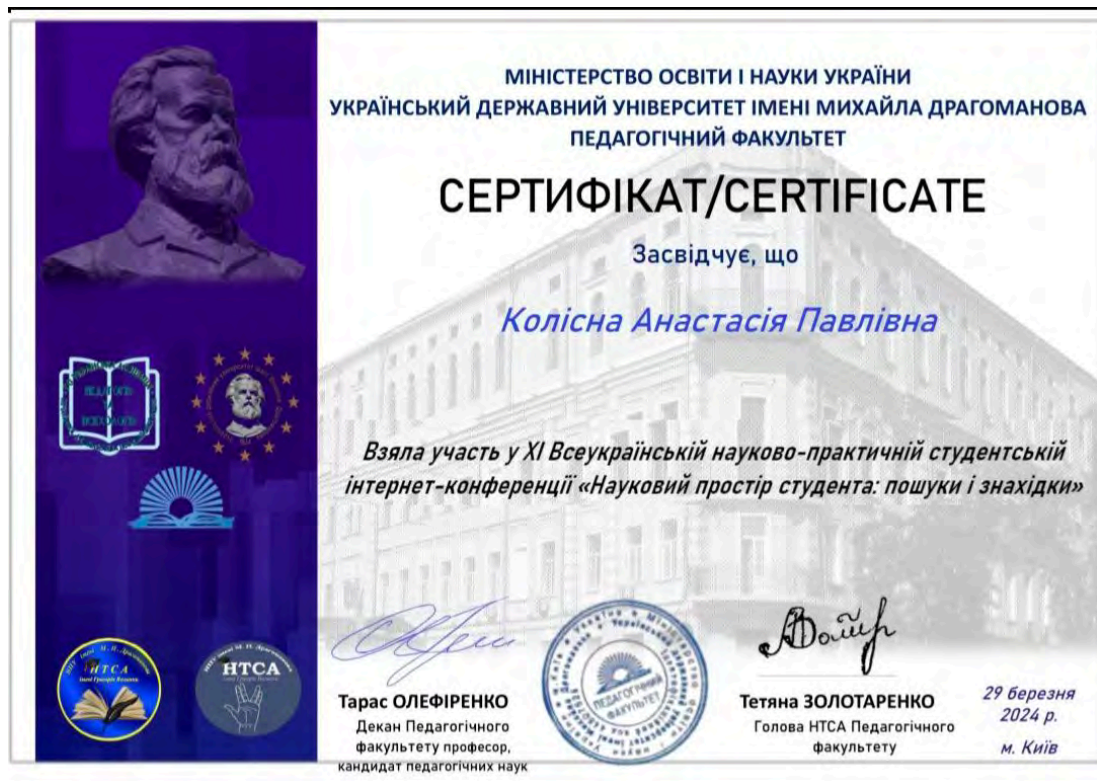 МІНІСТЕРСТВО ОСВІТИ І НАУКИ УКРАЇНИ
УКРАЇНСЬКИЙ ДЕРЖАВНИЙ УНІВЕРСИТЕТ ІМЕНІ МИХАЙЛА ДРАГОМАНОВА
ПЕДАГОГІЧНИЙ ФАКУЛЬТЕТ
СЕРТИФІКАТ/CERTIFICATE
Засвідчує, що
Колісна Анастасія Павлівна
Взяла участь у XI Всеукраїнській науково-практичній студентській
інтернет-конференції «Науковий простір студента: пошуки і знахідки»
НТСА
НТСА
ПЕДАГОГІЧНИЙ
ФАКУЛЬТЕТ
Тарас ОЛЕФІРЕНКО
Декан Педагогічного
факультету професор,
кандидат педагогічних наук
Тетяна ЗОЛОТАРЕНКО
Голова НТСА Педагогічного
факультету
29 березня
2024 р.
м. Київ